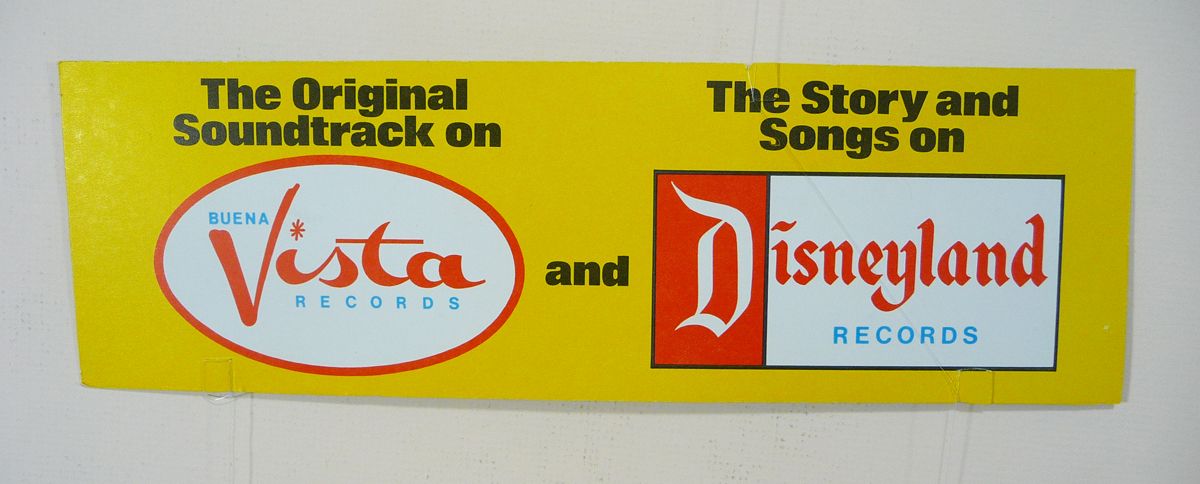 The Original
Soundtrack on
BUENA
Vista
RECORDS
and
The Story and
Songs on
Disneyland
RECORDS